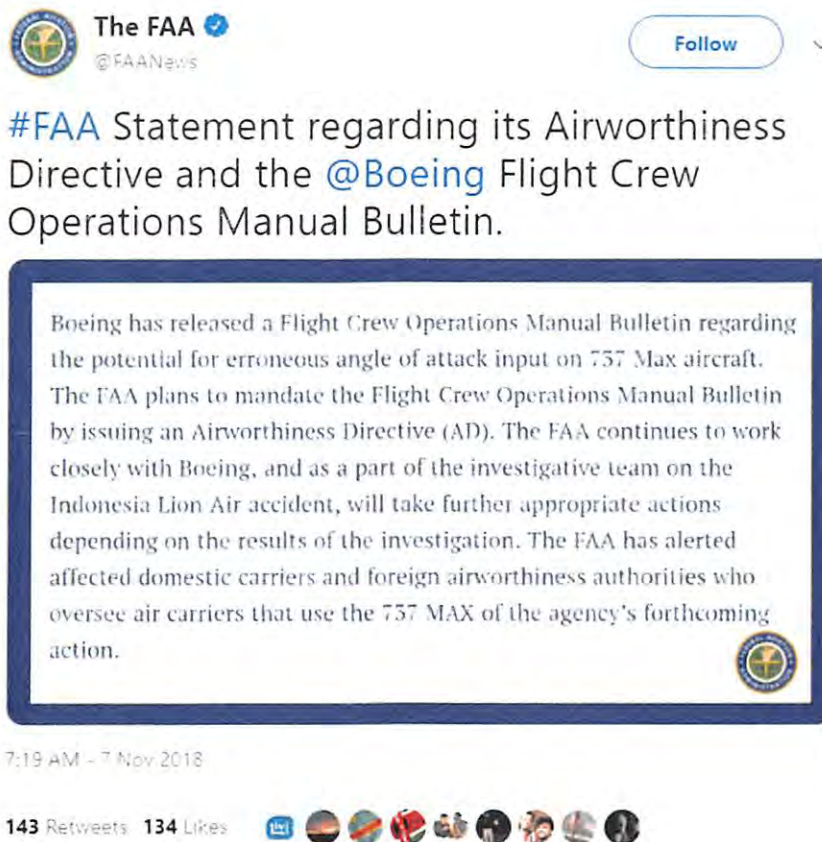 The FAA
@FAANews
Follow
#FAA Statement regarding its Airworthiness
Directive and the @Boeing Flight Crew
Operations Manual Bulletin.
Boeing has released a Flight Crew Operations Manual Bulletin regarding
the potential for erroneous angle of attack input on 737 Max aircraft.
The FAA plans to mandate the Flight Crew Operations Manual Bulletin
by issuing an Airworthiness Directive (AD). The FAA continues to work
closely with Boeing, and as a part of the investigative team on the
Indonesia Lion Air accident, will take further appropriate actions
depending on the results of the investigation. The FAA has alerted
affected domestic carriers and foreign airworthiness authorities who
oversee air carriers that use the 737 MAX of the agency's forthcoming
action.
7:19 AM - 7 Nov 2018
143 Retweets 134 Likes